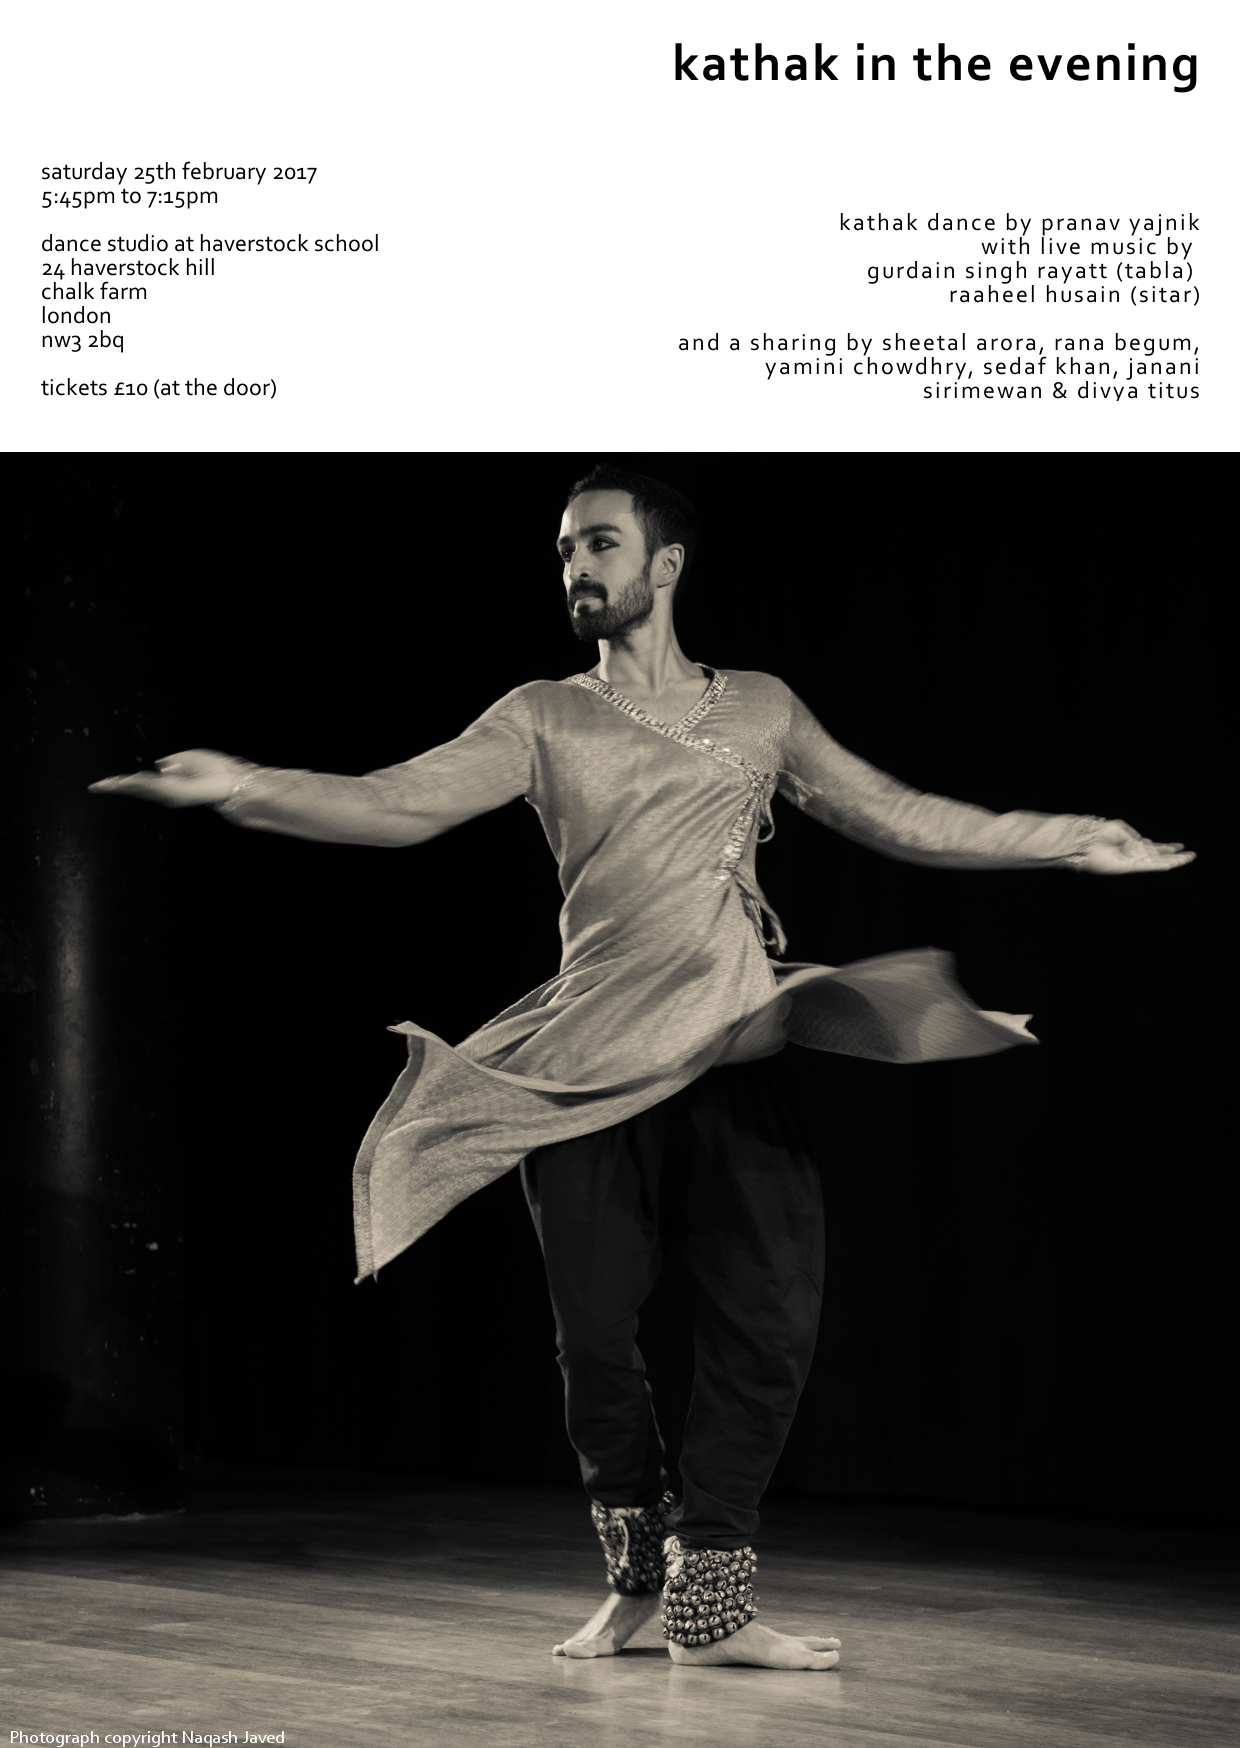 kathak in the evening
saturday 25th february 2017
5:45pm to 7:15pm
dance studio at haverstock school
24 haverstock hill
chalk farm
london
nw3 2bq
tickets £10 (at the door)
kathak dance by pranav yajnik
with live music by
gurdain singh rayatt (tabla)
raaheel husain (sitar)
and a sharing by sheetal arora, rana begum,
yamini chowdhry, sedaf khan, janani
sirimewan & divya titus
Photograph copyright Naqash Javed